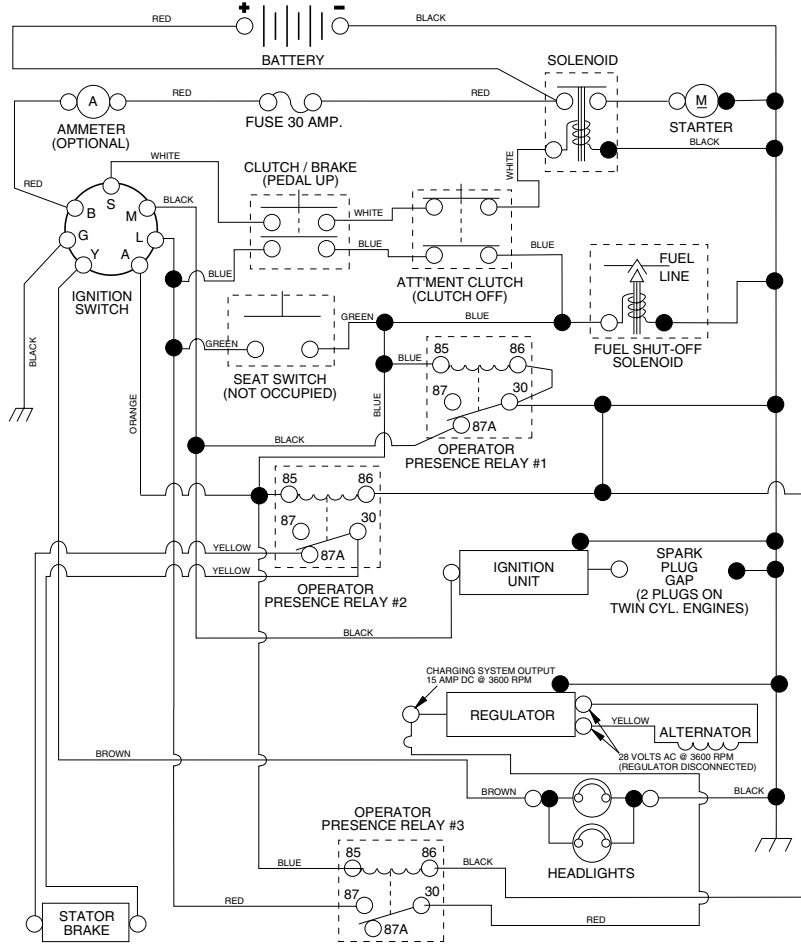 RED
+
-
BLACK
BATTERY
SOLENOID
A
RED
RED
M
AMMETER
(OPTIONAL)
FUSE 30 AMP.
STARTER
BLACK
WHITE
WHITE
CLUTCH / BRAKE
(PEDAL UP)
RED
S
B
M
BLACK
G
L
Y
A
WHITE
BLUE
BLUE
BLUE
IGNITION
SWITCH
ATT'MENT CLUTCH
(CLUTCH OFF)
FUEL
LINE
GREEN
BLUE
GREEN
FUEL SHUT-OFF
SOLENOID
SEAT SWITCH
(NOT OCCUPIED)
BLACK
ORANGE
BLUE
BLUE
85
86
87
30
87A
BLACK
OPERATOR
PRESENCE RELAY #1
85
86
87
30
87A
YELLOW
YELLOW
OPERATOR
PRESENCE RELAY #2
IGNITION
UNIT
SPARK
PLUG
GAP
(2 PLUGS ON
TWIN CYL. ENGINES)
BLACK
CHARGING SYSTEM OUTPUT
15 AMP DC @ 3600 RPM
REGULATOR
YELLOW
ALTERNATOR
28 VOLTS AC @ 3600 RPM
(REGULATOR DISCONNECTED)
BROWN
BROWN
BLACK
HEADLIGHTS
OPERATOR
PRESENCE RELAY #3
BLUE
85
86
BLACK
RED
87
30
87A
RED
STATOR
BRAKE